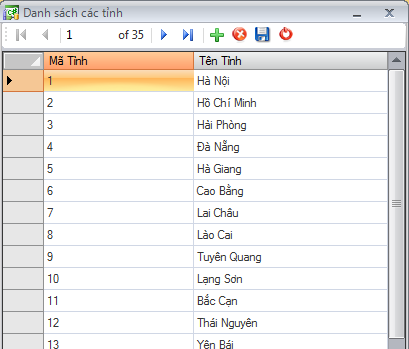 Danh sách các tỉnh
1 of 35
Mã Tỉnh Tên Tỉnh
1 Hà Nội
2 Hồ Chí Minh
3 Hải Phòng
4 Đà Nẵng
5 Hà Giang
6 Cao Bằng
7 Lai Châu
8 Lào Cai
9 Tuyên Quang
10 Lạng Sơn
11 Bắc Cạn
12 Thái Nguyên
13 Yên Bái